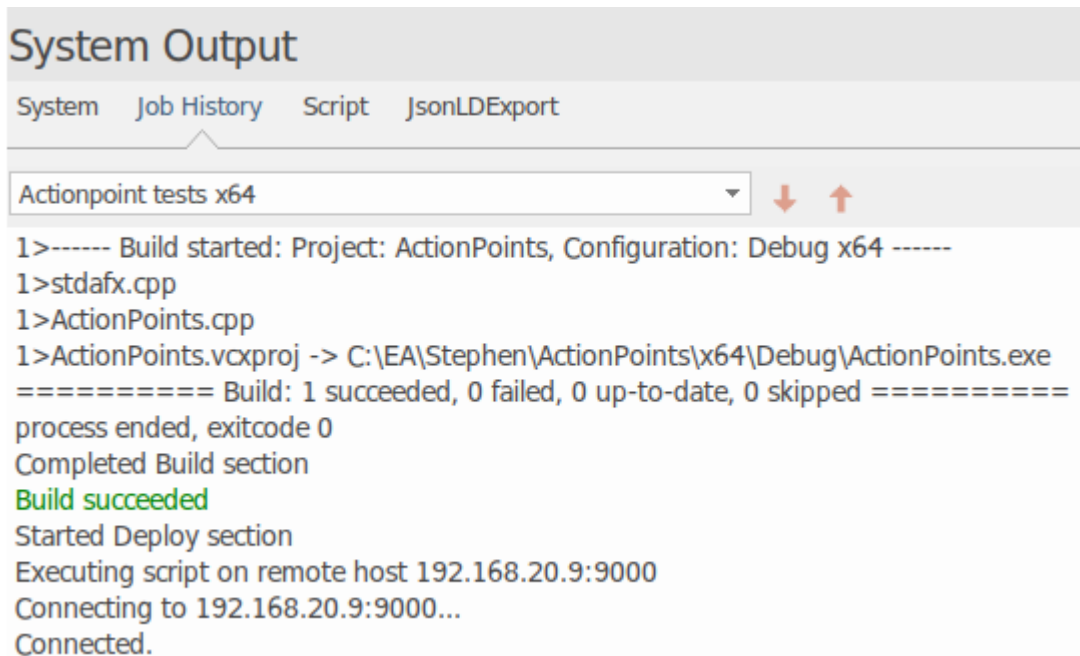 System Output
System Job History Script JsonLDExport
Actionpoint tests x64
1>------ Build started: Project: ActionPoints, Configuration: Debug x64 ------
1>stdafx.cpp
1>ActionPoints.cpp
1>ActionPoints.vcxproj -> C:\EA\Stephen\ActionPoints\x64\Debug\ActionPoints.exe
========== Build: 1 succeeded, 0 failed, 0 up-to-date, 0 skipped ==========
process ended, exitcode 0
Completed Build section
Build succeeded
Started Deploy section
Executing script on remote host 192.168.20.9:9000
Connecting to 192.168.20.9:9000...
Connected.